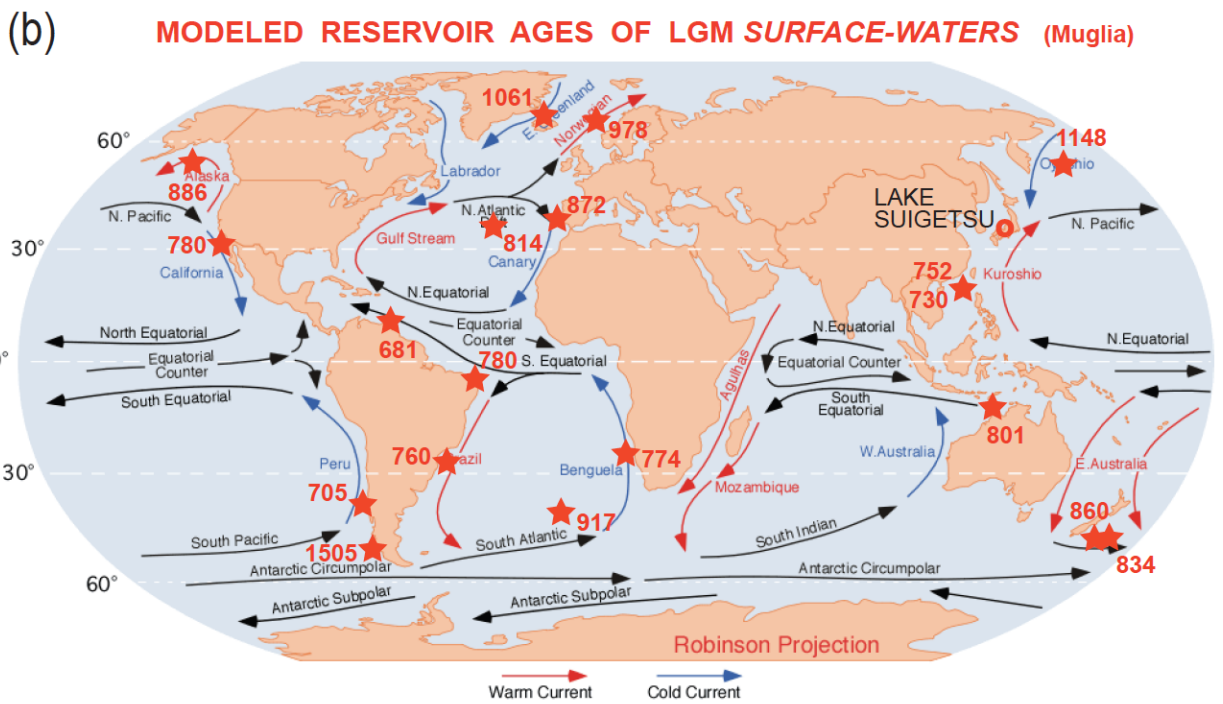 (b)
MODELED RESERVOIR AGES OF LGM SURFACE-WATERS (Muglia)
1061
E. Greenland
Norwegian
978
60°
1148
Oyashio
Alaska
886
Labrador
LAKE
SUIGETSU
N. Pacific
N. Atlantic
Drift
872
N. Pacific
780
Gulf Stream
814
30°
California
Canary
752
730
Kuroshio
N.Equatorial
North Equatorial
Equatorial
Counter
N.Equatorial
N.Equatorial
681
Equatorial
Counter
780
S. Equatorial
Equatorial Counter
0°
South Equatorial
Agulhas
South
Equatorial
801
Peru
760
Brazil
Benguela
774
W.Australia
E.Australia
30°
705
Mozambique
917
860
South Pacific
1505
South Atlantic
South Indian
834
Antarctic Circumpolar
Antarctic Circumpolar
60°
Antarctic Subpolar
Antarctic Subpolar
Robinson Projection
Warm Current
Cold Current